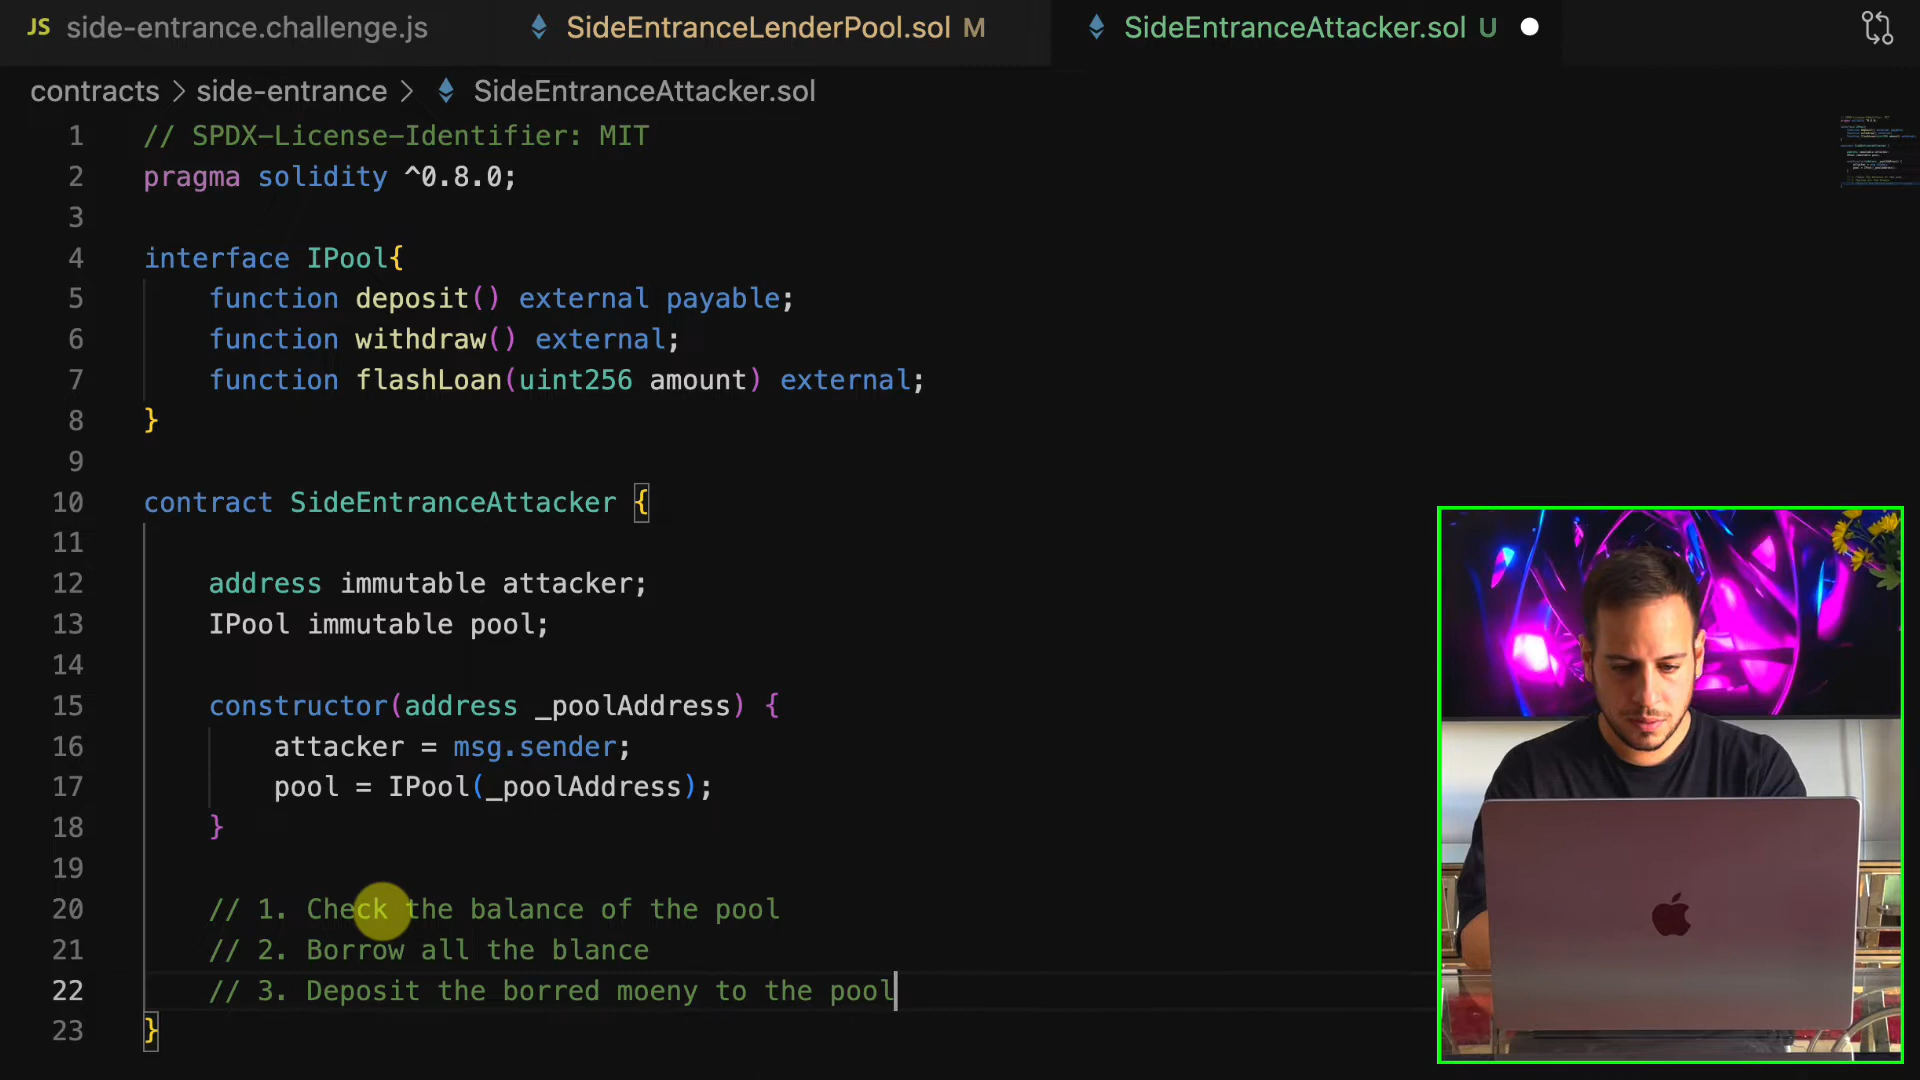 JS side-entrance.challenge.js SideEntranceLenderPool.sol M SideEntranceAttacker.sol U
contracts > side-entrance > SideEntranceAttacker.sol
1 // SPDX-License-Identifier: MIT
2 pragma solidity ^0.8.0;
3
4 interface IPool{
5 function deposit() external payable;
6 function withdraw() external;
7 function flashLoan(uint256 amount) external;
8 }
9
10 contract SideEntranceAttacker {
11
12 address immutable attacker;
13 IPool immutable pool;
14
15 constructor(address _poolAddress) {
16 attacker = msg.sender;
17 pool = IPool(_poolAddress);
18 }
19
20 // 1. Check the balance of the pool
21 // 2. Borrow all the blance
22 // 3. Deposit the borred moeny to the pool
23 }